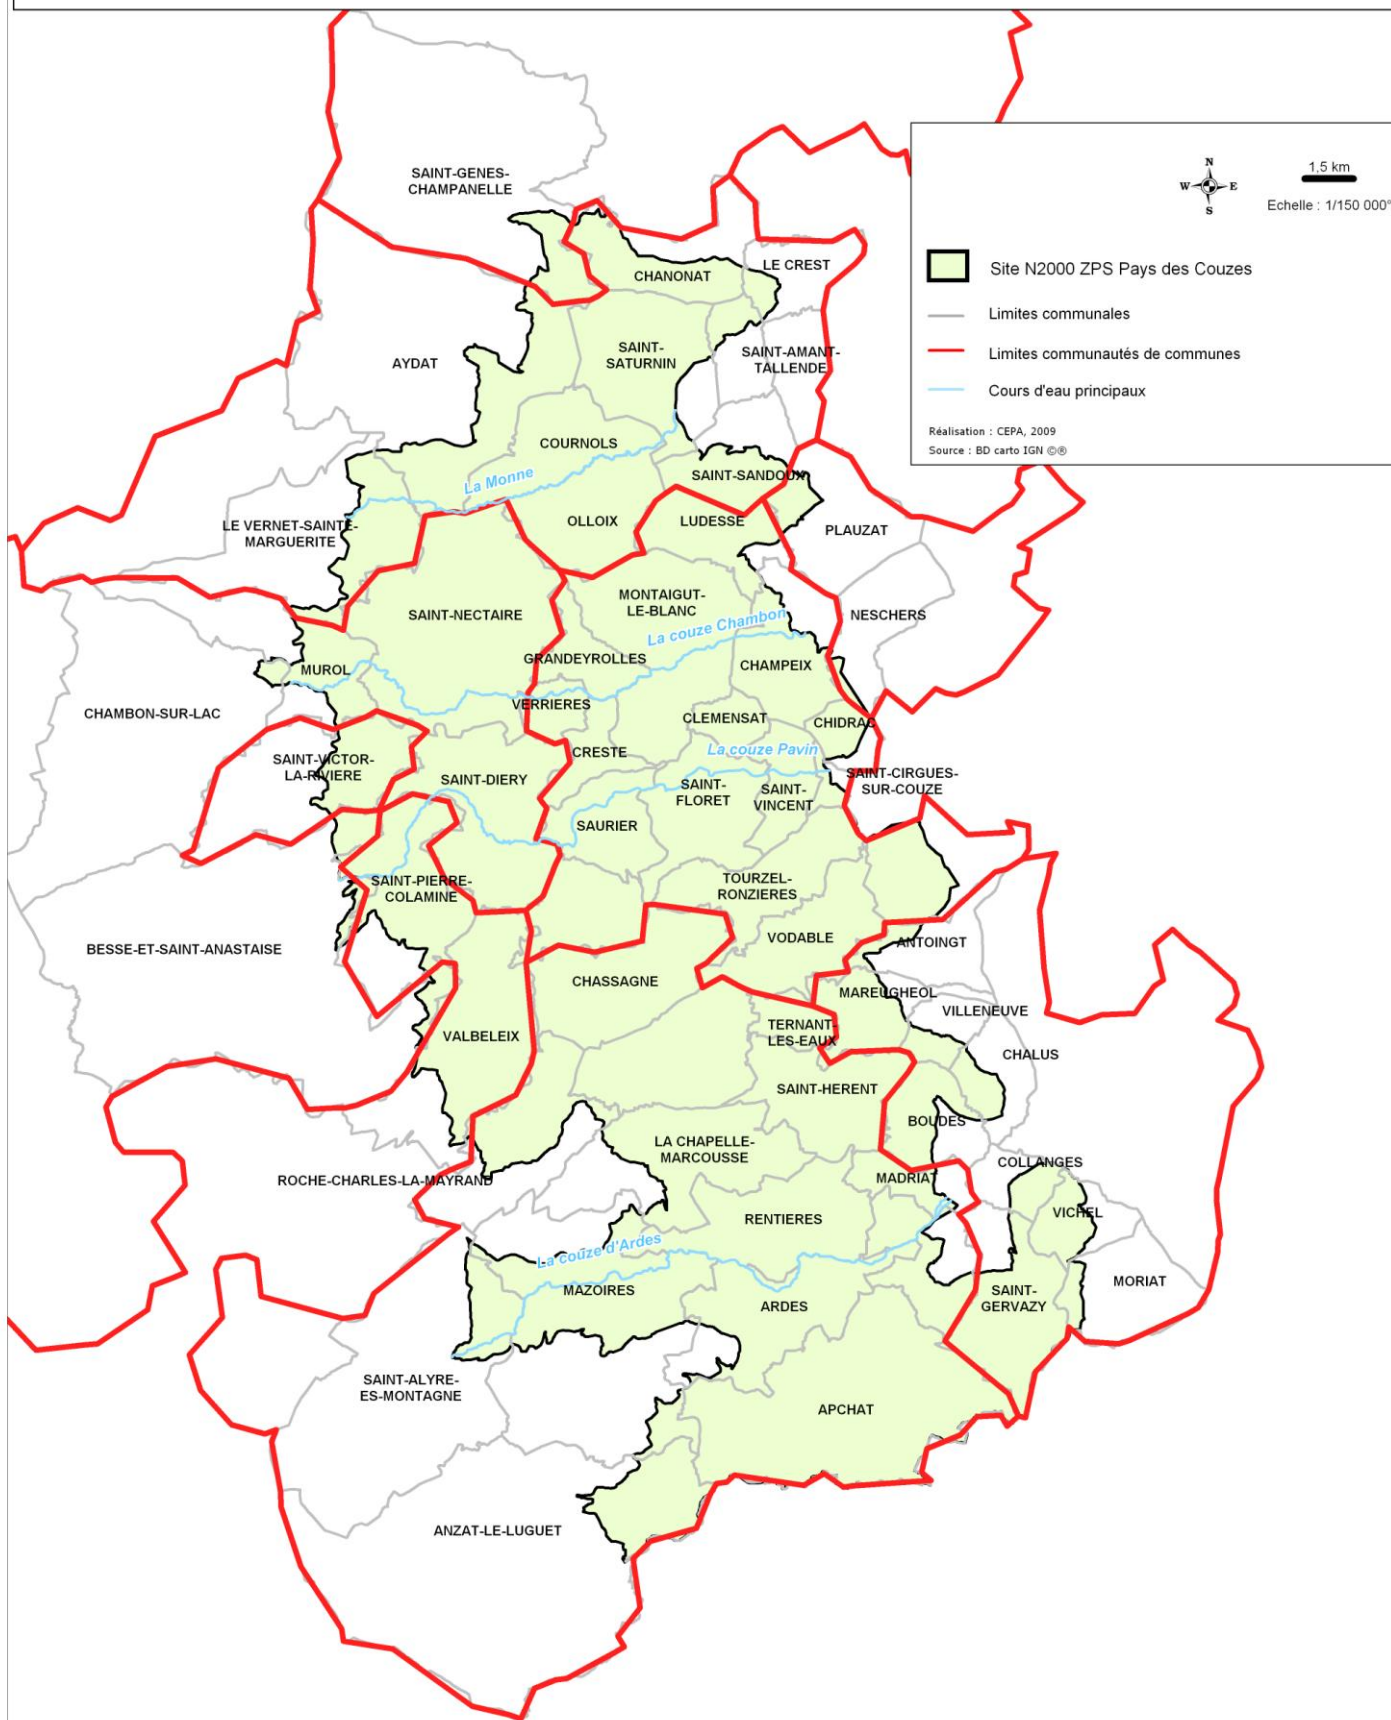 N
W
E
S
1,5 km
Echelle : 1/150 000°
Site N2000 ZPS Pays des Couzes
Limites communales
Limites communautés de communes
Cours d'eau principaux
Réalisation : CEPA, 2009
Source : BD carto IGN ©®
SAINT-GENES-
CHAMPANELLE
CHANONAT
LE CREST
AYDAT
SAINT-
SATURNIN
SAINT-AMANT-
TALLENDE
COURNOLS
La Monne
SAINT-SANDOUX
LE VERNET-SAINTE-
MARGUERITE
OLLOIX
LUDESSE
PLAUZAT
SAINT-NECTAIRE
MONTAIGUT-
LE-BLANC
La couze Chambon
NESCHERS
MUROL
GRANDEYROLLES
CHAMPEIX
CHAMBON-SUR-LAC
VERRIERES
CLEMENSAT
CHIDRAC
SAINT-VICTOR-
LA-RIVIERE
CRESTE
La couze Pavin
SAINT-DIERY
SAINT-
FLORET
SAINT-
VINCENT
SAINT-CIRGUES-
SUR-COUZE
SAURIER
SAINT-PIERRE-
COLAMINE
TOURZEL-
RONZIERES
BESSE-ET-SAINT-ANASTAISE
VODABLE
ANTOINGT
CHASSAGNE
MAREUGHEOL
VILLENEUVE
VALBELEIX
TERNANT-
LES-EAUX
CHALUS
SAINT-HERENT
BOUDES
LA CHAPELLE-
MARCOUSSE
COLLANGES
ROCHE-CHARLES-LA-MAYRAND
MADRIAT
RENTIERES
VICHEL
La couze d'Ardes
MAZOIRES
ARDES
SAINT-
GERVAZY
MORIAT
SAINT-ALYRE-
ES-MONTAGNE
APCHAT
ANZAT-LE-LUGUET